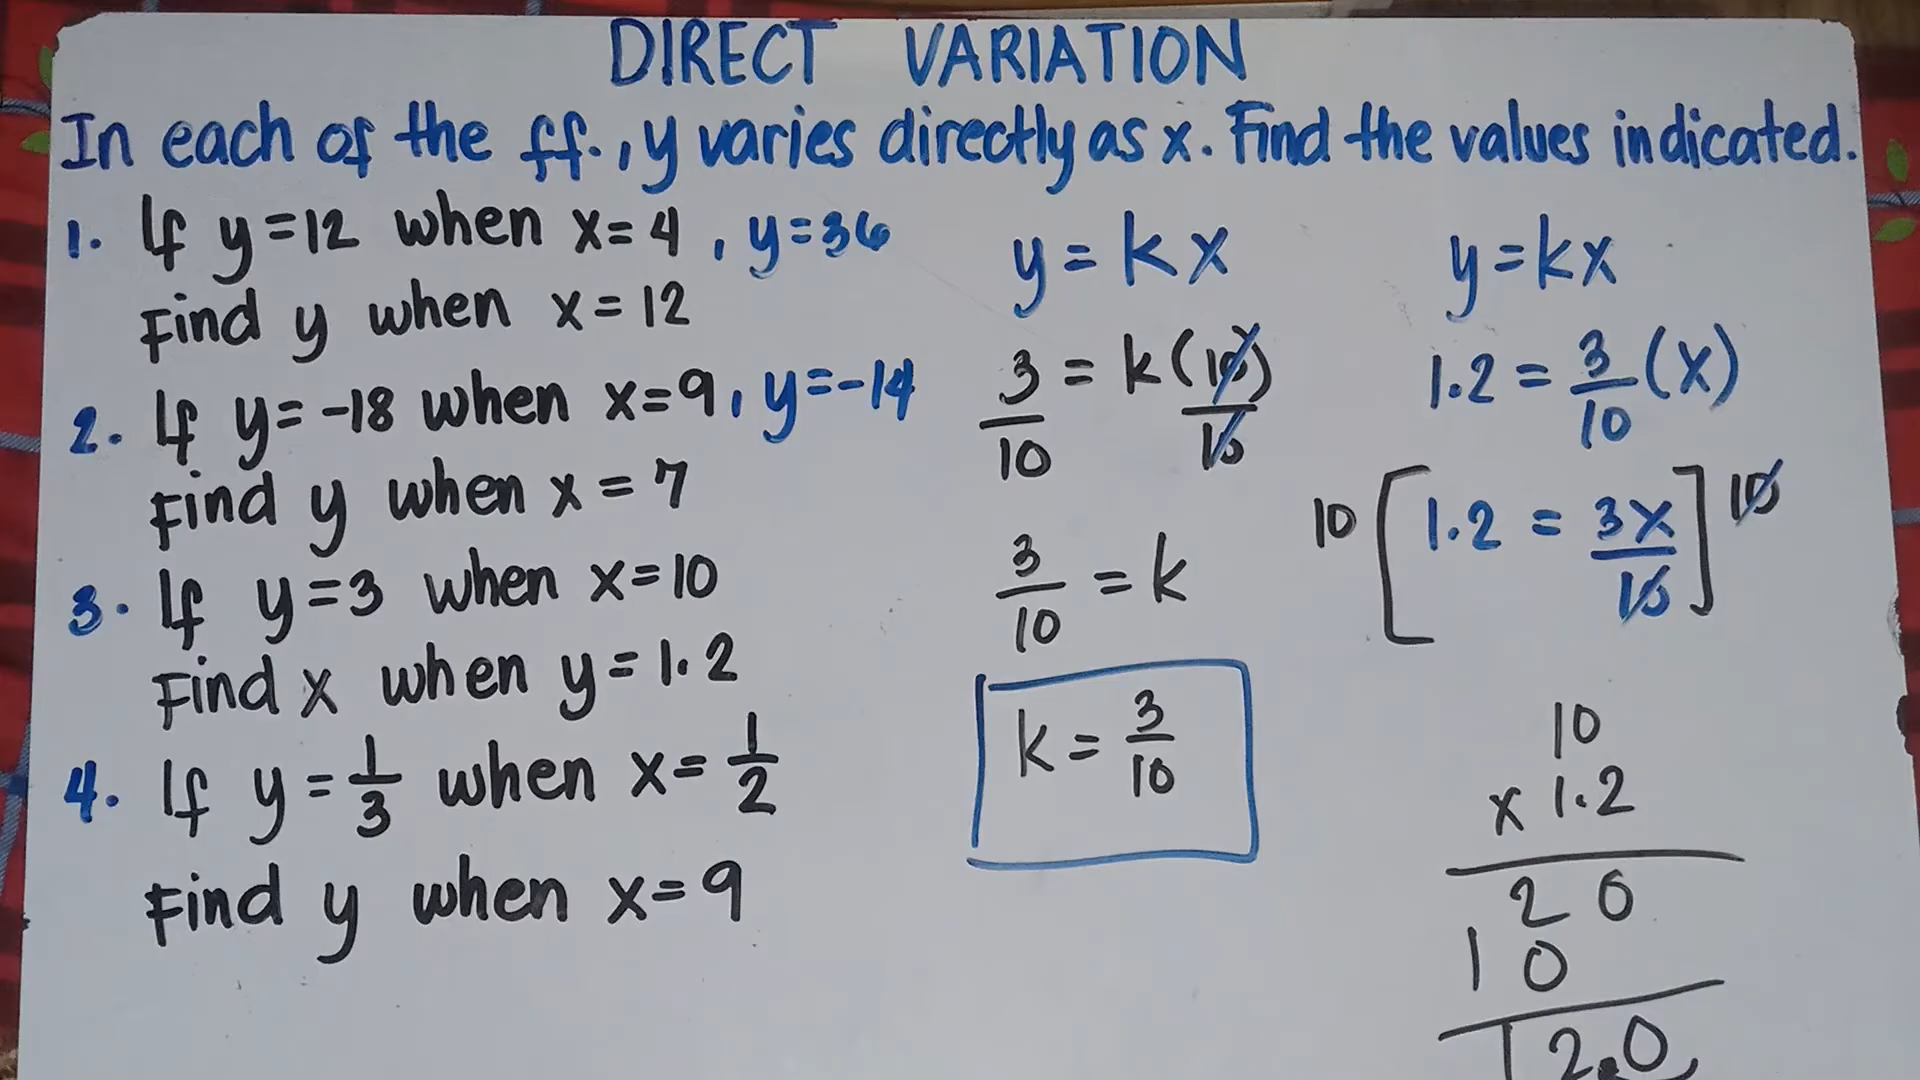 DIRECT VARIATION
In each of the ff., y varies directly as x. Find the values indicated.
1. If y=12 when x=4, y=36
Find y when x=12
2. If y=-18 when x=9, y=-14
Find y when x=7
3. If y=3 when x=10
Find x when y=1.2
4. If y=1/3 when x=1/2
Find y when x=9
y=kx
3/10=k(10)/10
3/10=k
k=3/10
y=kx
1.2=3/10(x)
10[1.2=3x/10]10
10
x 1.2
2 0
1 0
12.0